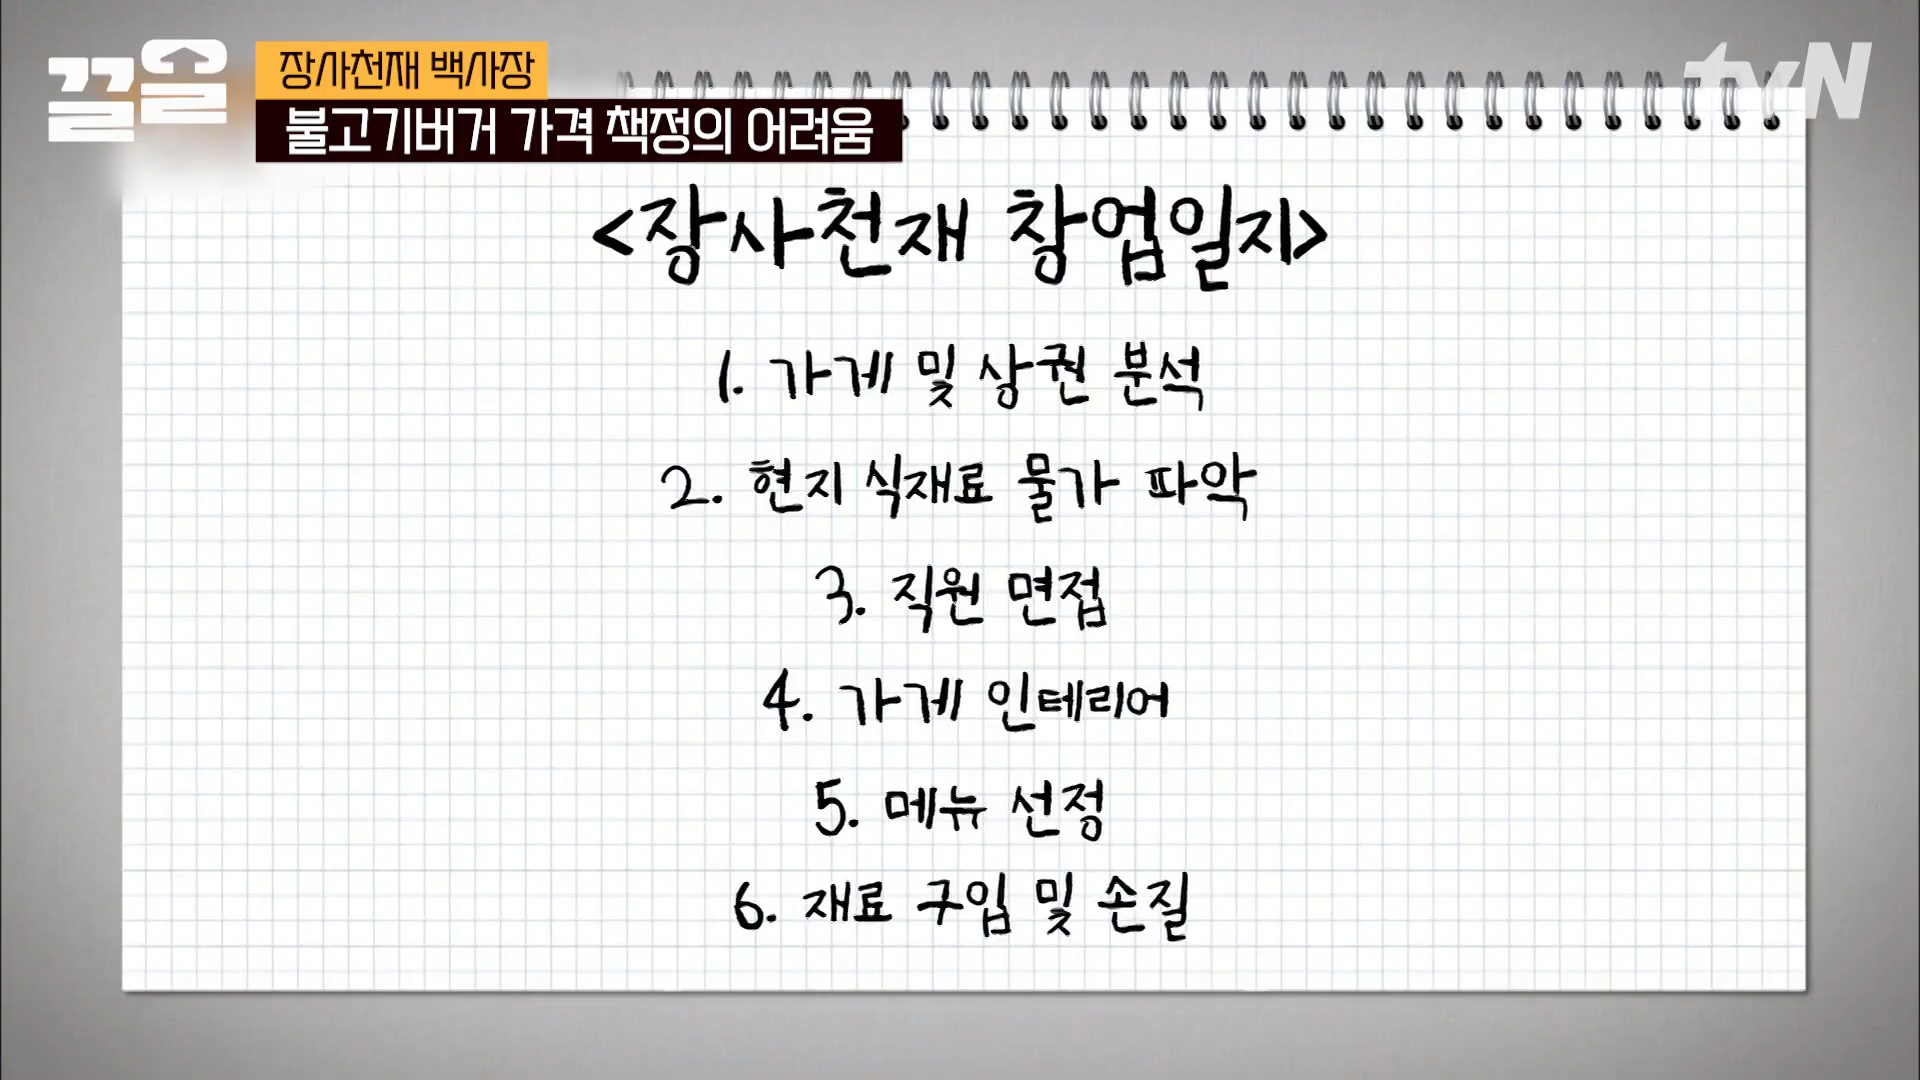 끌올
장사천재 백사장
불고기버거 가격 책정의 어려움
tvN
<장사천재 창업일지>
1. 가게 및 상권 분석
2. 현지 식재료 물가 파악
3. 직원 면접
4. 가게 인테리어
5. 메뉴 선정
6. 재료 구입 및 손질